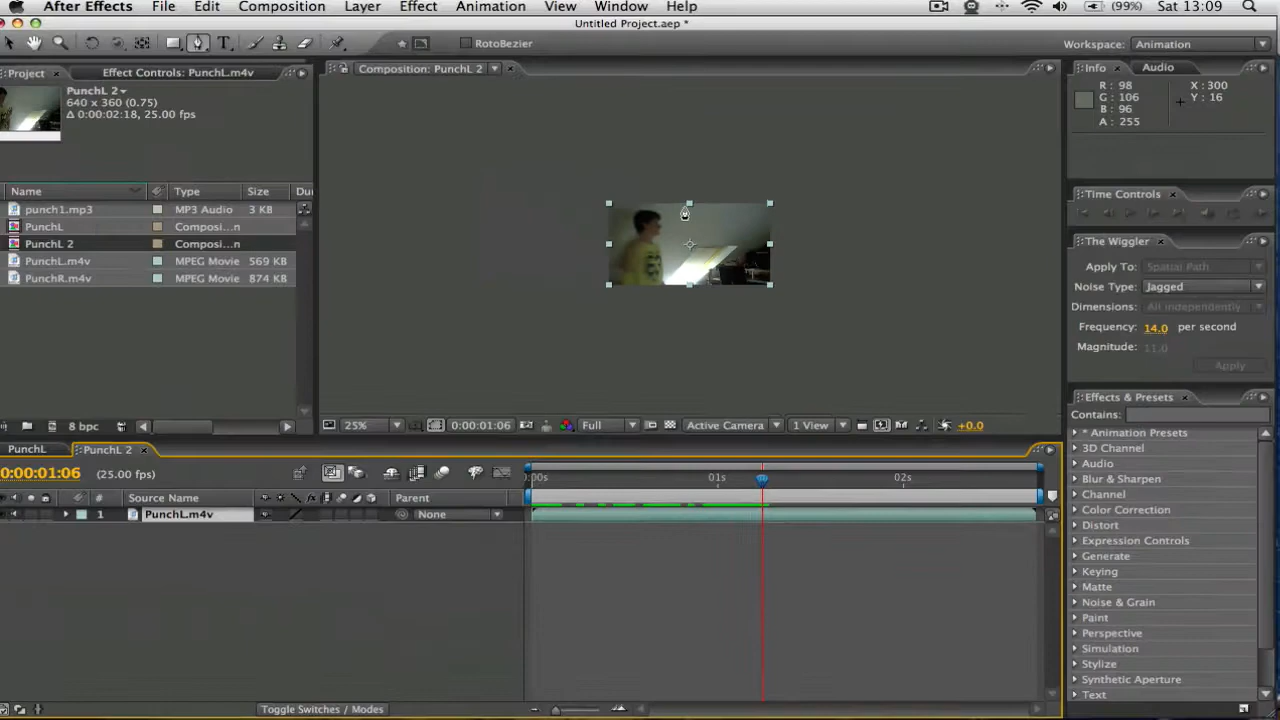 After Effects File Edit Composition Layer Effect Animation View Window Help (99%) Sat 13:09
Untitled Project.aep *
T RotoBezier Workspace: Animation
Project Effect Controls: PunchL.m4v Composition: PunchL 2 Info Audio
PunchL 2
640 x 360 (0.75)
Δ 0:00:02:18, 25.00 fps
R : 98 X : 300
G : 106 Y : 16
B : 96
A : 255
Name Type Size Du
punch1.mp3 MP3 Audio 3 KB
PunchL Composi...n
PunchL 2 Composi...n
PunchL.m4v MPEG Movie 569 KB
PunchR.m4v MPEG Movie 874 KB
Time Controls
The Wiggler
Apply To: Spatial Path
Noise Type: Jagged
Dimensions: All independently
Frequency: 14.0 per second
Magnitude: 11.0
Apply
Effects & Presets
Contains:
* Animation Presets
3D Channel
Audio
Blur & Sharpen
Channel
Color Correction
Distort
Expression Controls
Generate
Keying
Matte
Noise & Grain
Paint
Perspective
Simulation
Stylize
Synthetic Aperture
Text
8 bpc 25% 0:00:01:06 Full Active Camera 1 View +0.0
PunchL PunchL 2
0:00:01:06 (25.00 fps) :00s 01s 02s
# Source Name Parent
1 PunchL.m4v None
Toggle Switches / Modes